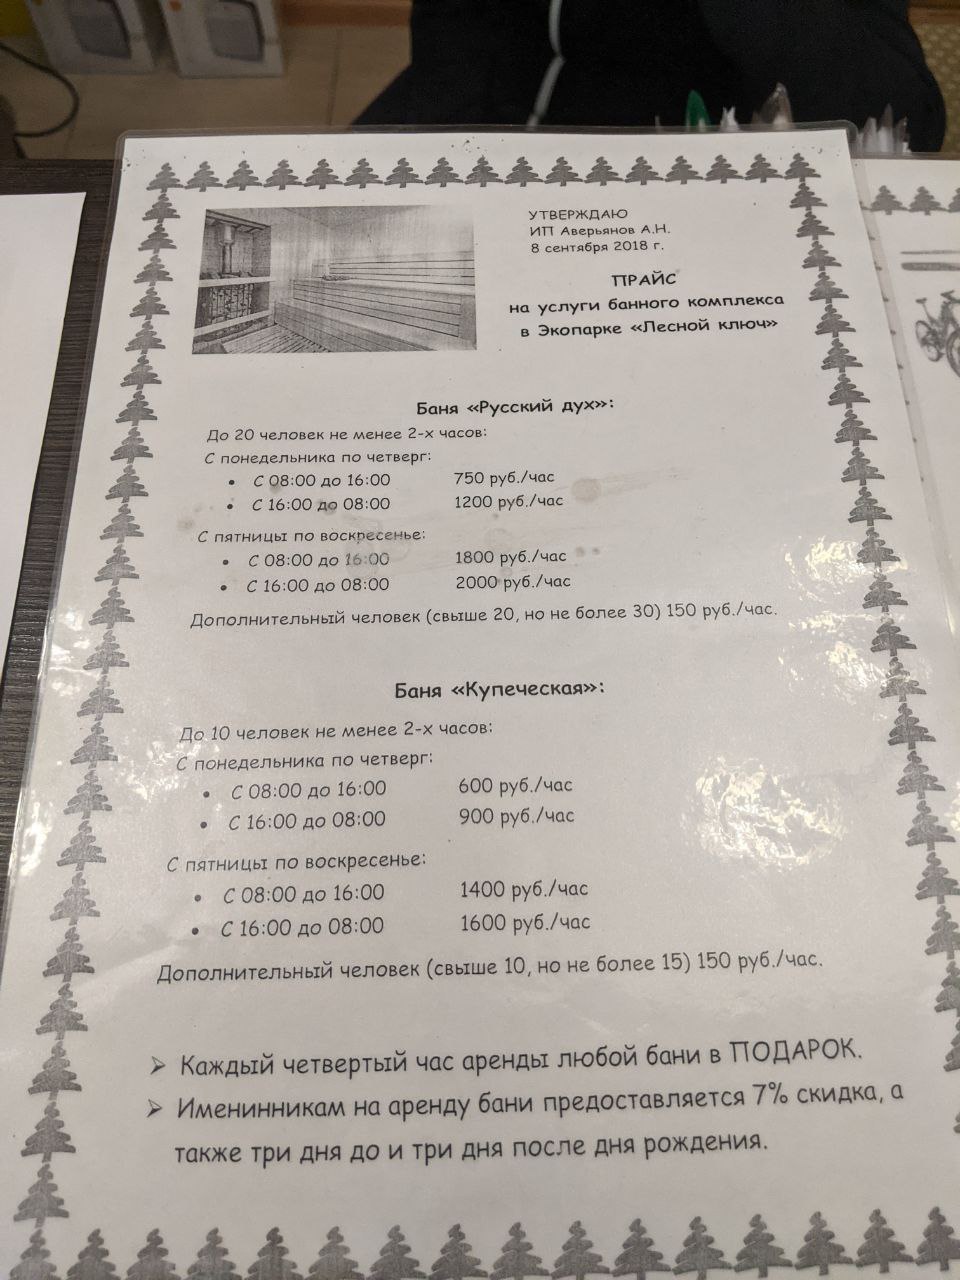 УТВЕРЖДАЮ
ИП Аверьянов А.Н.
8 сентября 2018 г.
ПРАЙС
на услуги банного комплекса
в Экопарке «Лесной ключ»
Баня «Русский дух»:
До 20 человек не менее 2-х часов:
С понедельника по четверг:
• С 08:00 до 16:00 750 руб./час
• С 16:00 до 08:00 1200 руб./час
С пятницы по воскресенье:
• С 08:00 до 16:00 1800 руб./час
• С 16:00 до 08:00 2000 руб./час
Дополнительный человек (свыше 20, но не более 30) 150 руб./час.
Баня «Купеческая»:
До 10 человек не менее 2-х часов:
С понедельника по четверг:
• С 08:00 до 16:00 600 руб./час
• С 16:00 до 08:00 900 руб./час
С пятницы по воскресенье:
• С 08:00 до 16:00 1400 руб./час
• С 16:00 до 08:00 1600 руб./час
Дополнительный человек (свыше 10, но не более 15) 150 руб./час.
➢ Каждый четвертый час аренды любой бани в ПОДАРОК.
➢ Именинникам на аренду бани предоставляется 7% скидка, а
также три дня до и три дня после дня рождения.